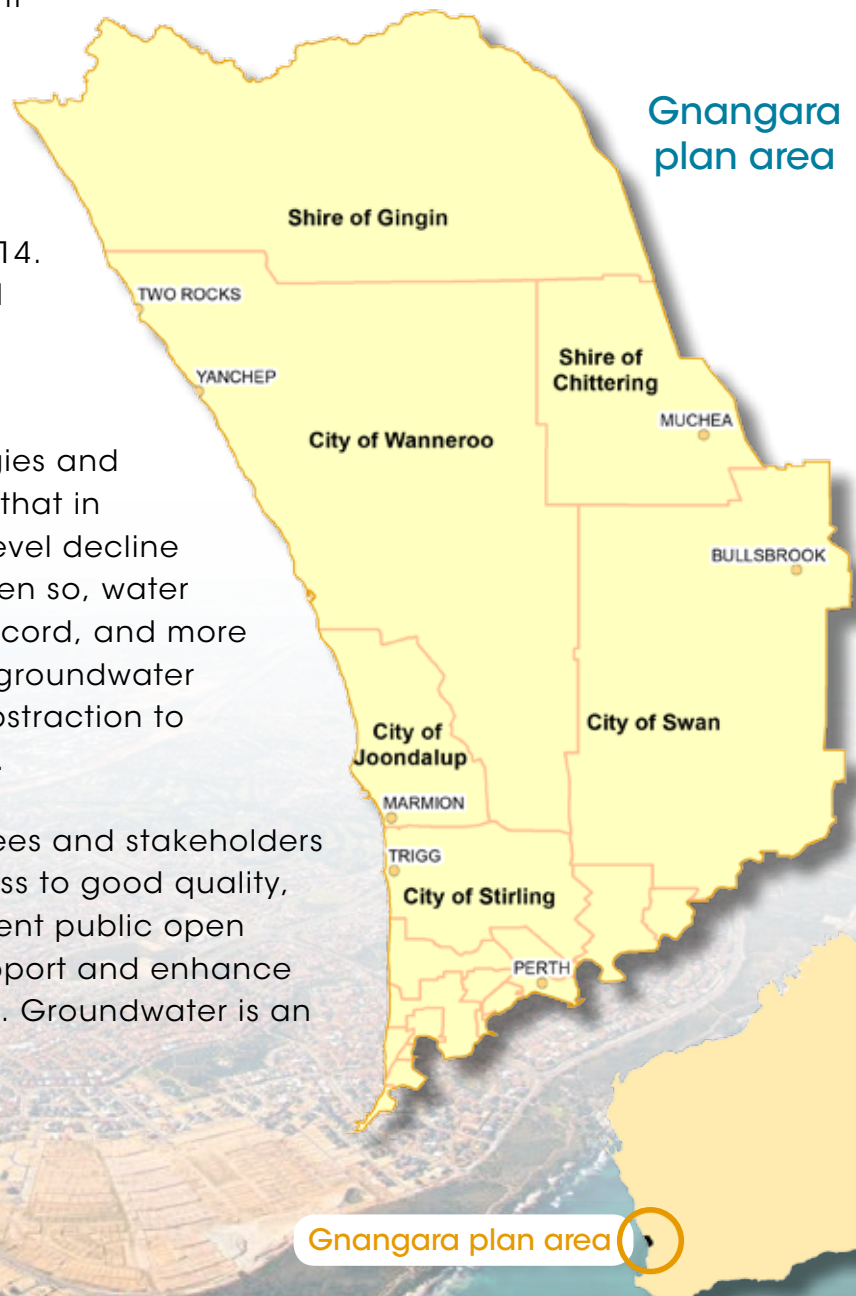 Gnangara
plan area
Shire of Gingin
14.
TWO ROCKS
Shire of
Chittering
YANCHEP
MUCHEA
City of Wanneroo
gies and
that in
evel decline
en so, water
cord, and more
groundwater
bstraction to
BULLSBROOK
City of Swan
City of
Joondalup
MARMION
ees and stakeholders
ss to good quality,
ent public open
pport and enhance
. Groundwater is an
TRIGG
City of Stirling
PERTH
Gnangara plan area